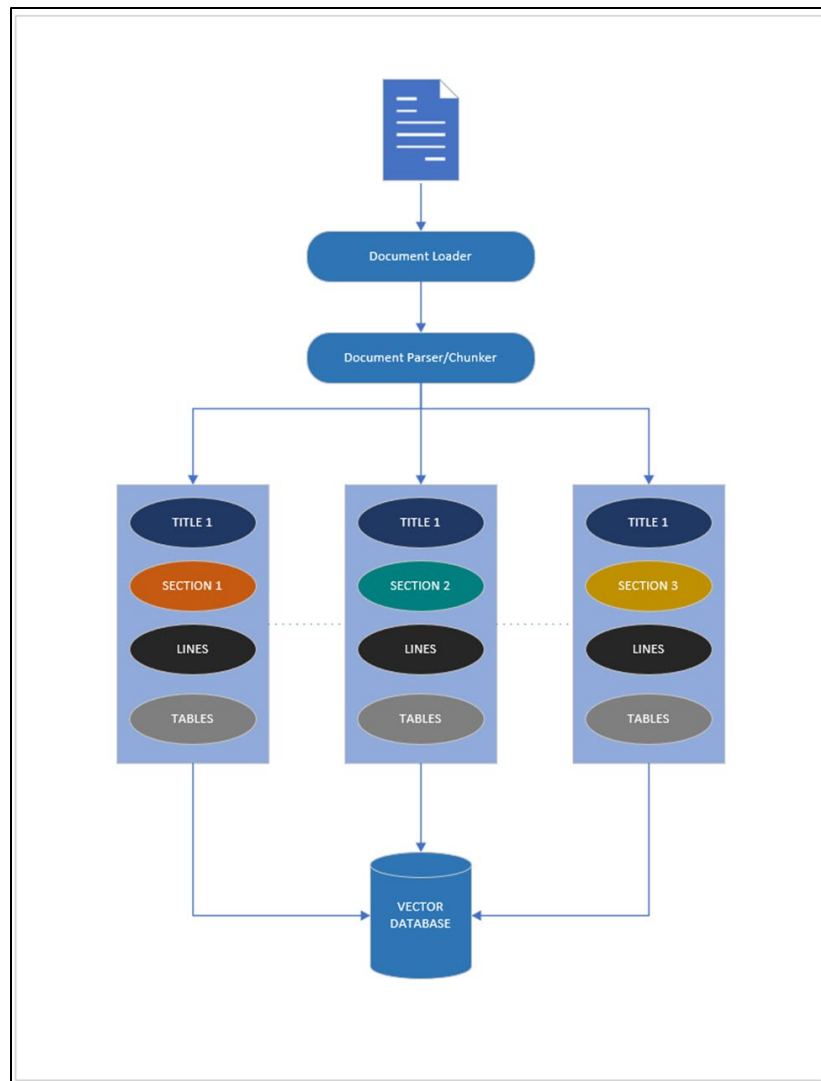 Document Loader
Document Parser/Chunker
TITLE 1
SECTION 1
LINES
TABLES
TITLE 1
SECTION 2
LINES
TABLES
TITLE 1
SECTION 3
LINES
TABLES
VECTOR
DATABASE